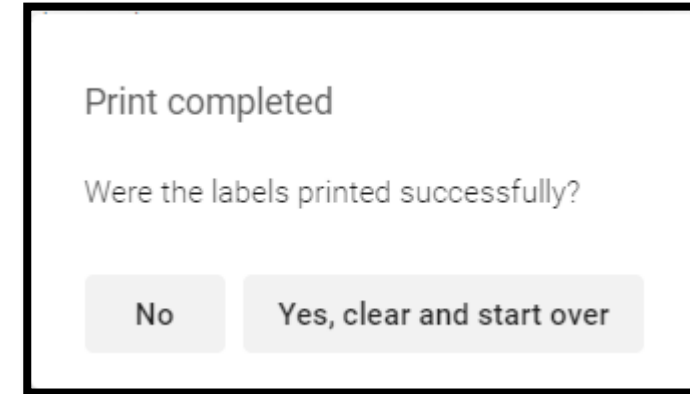 Print completed
Were the labels printed successfully?
No
Yes, clear and start over